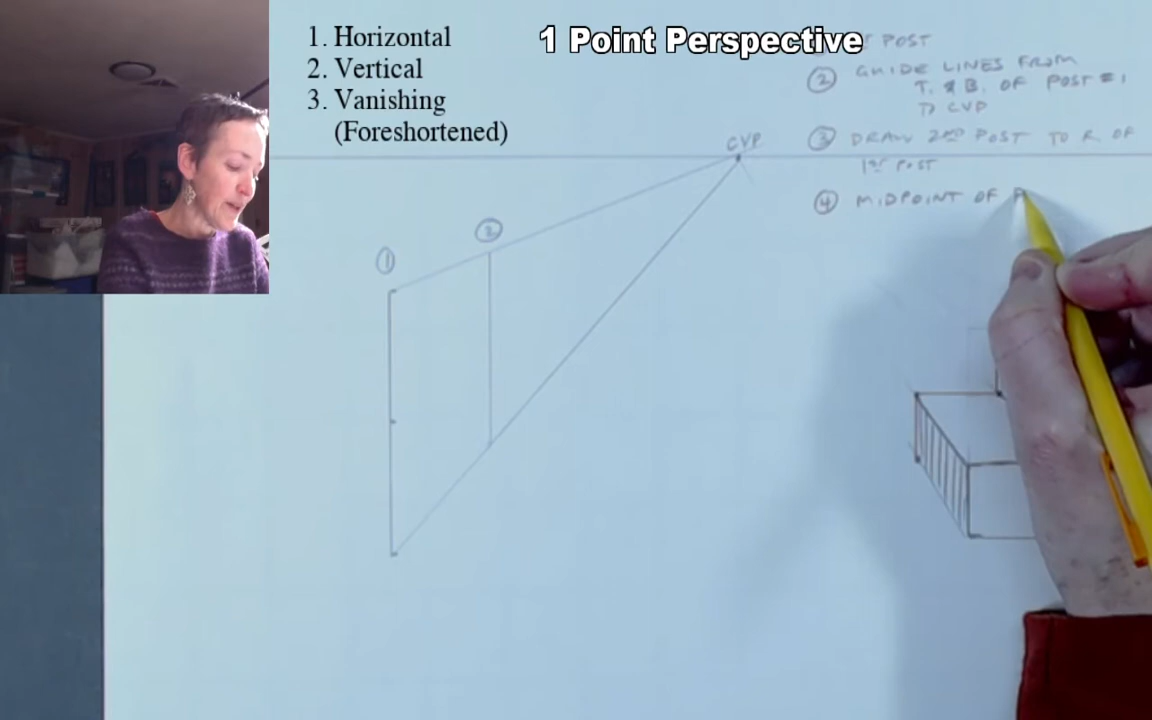 1 Point Perspective
1. Horizontal
2. Vertical
3. Vanishing
(Foreshortened)
POST
② GUIDE LINES FROM
T. & B. OF POST #1
TO CVP
③ DRAW 2ND POST TO R. OF
1ST POST
④ MIDPOINT OF P
CVP
①
②